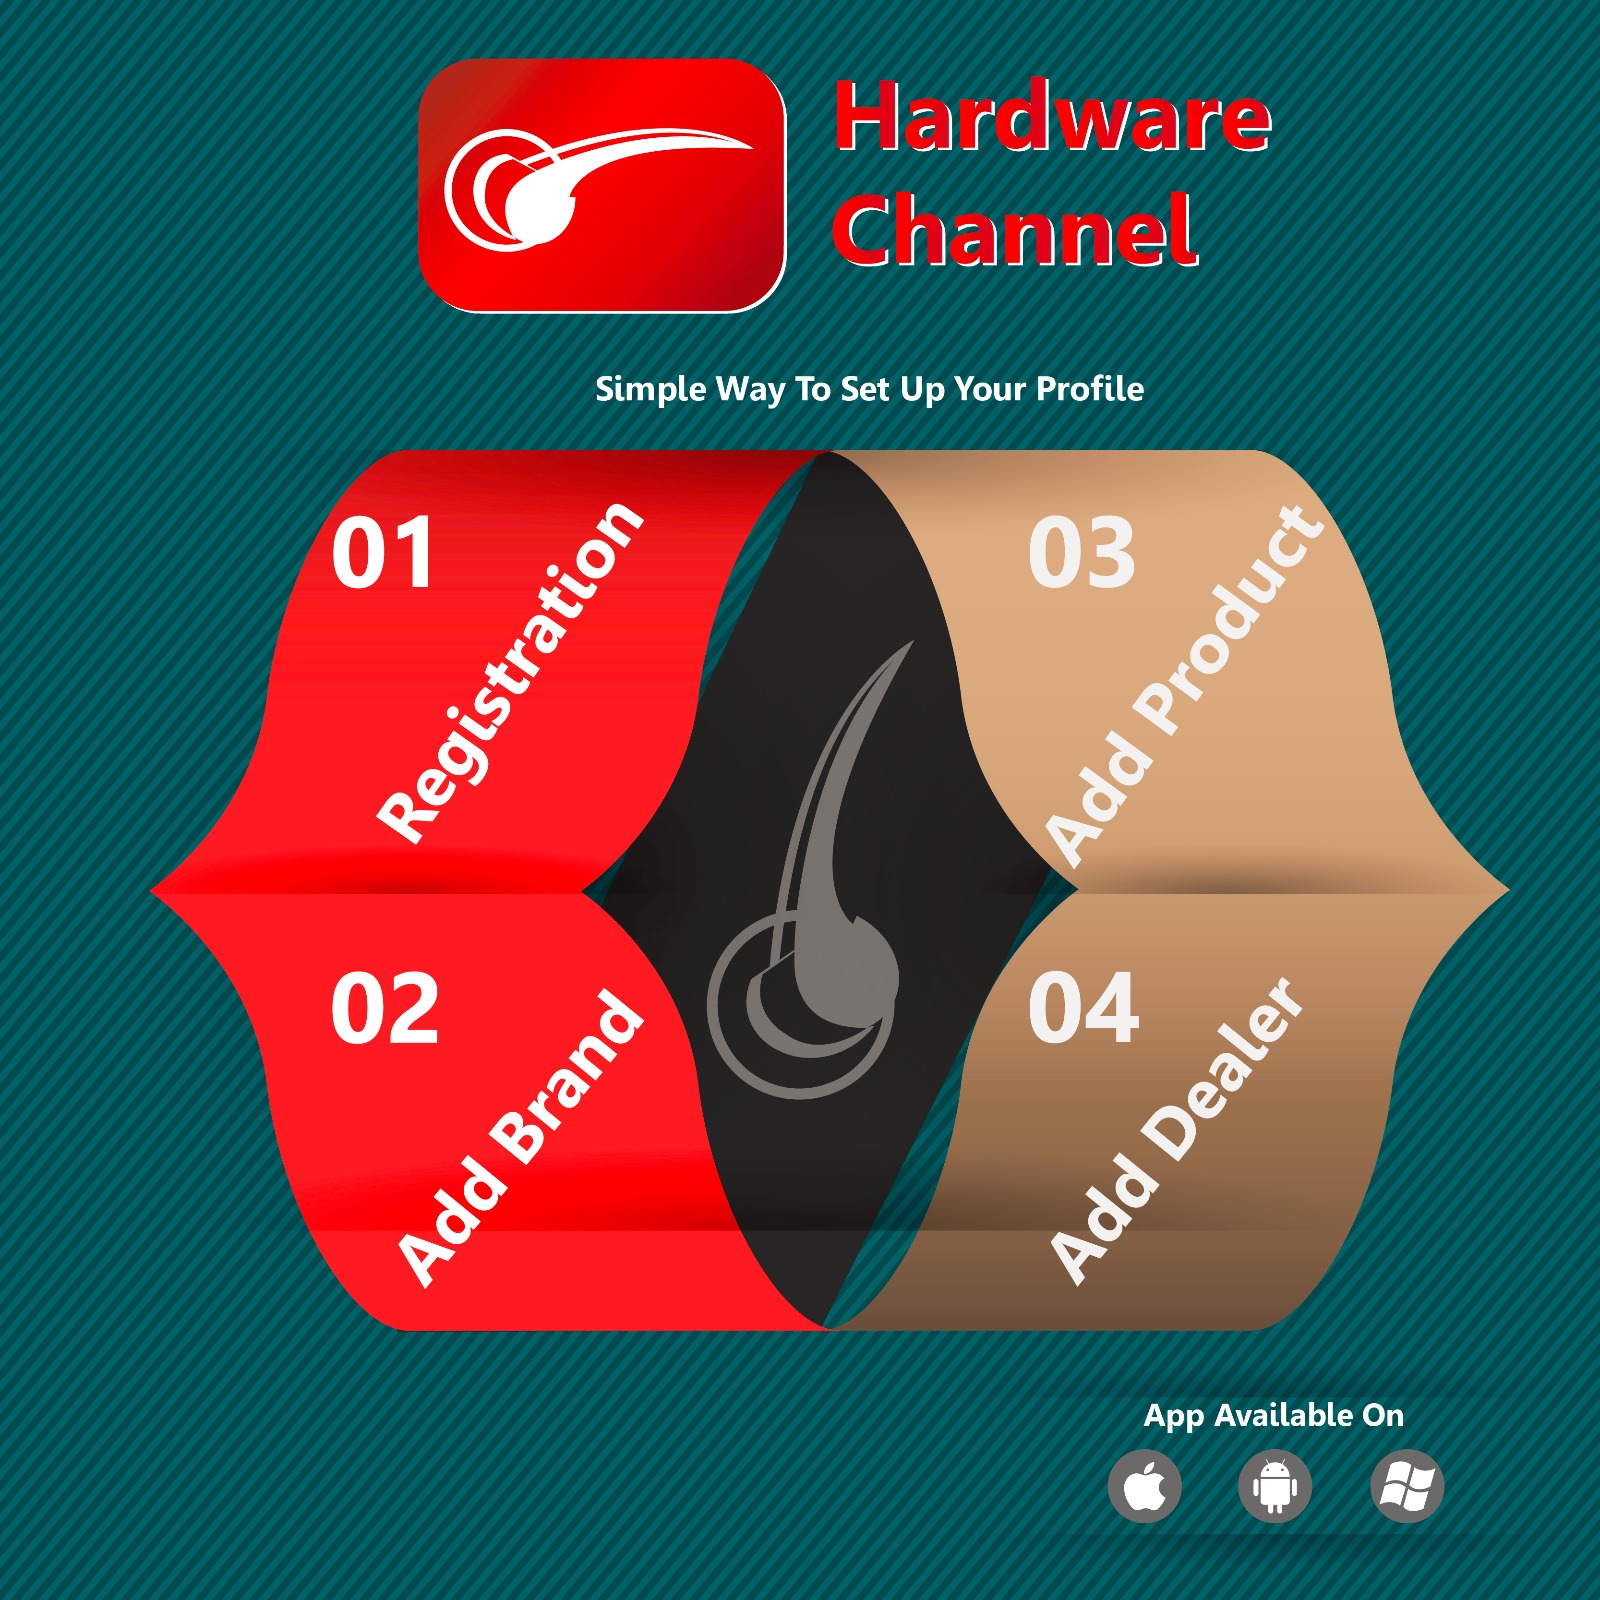 Hardware
Channel
Simple Way To Set Up Your Profile
01
Registration
02
Add Brand
03
Add Product
04
Add Dealer
App Available On